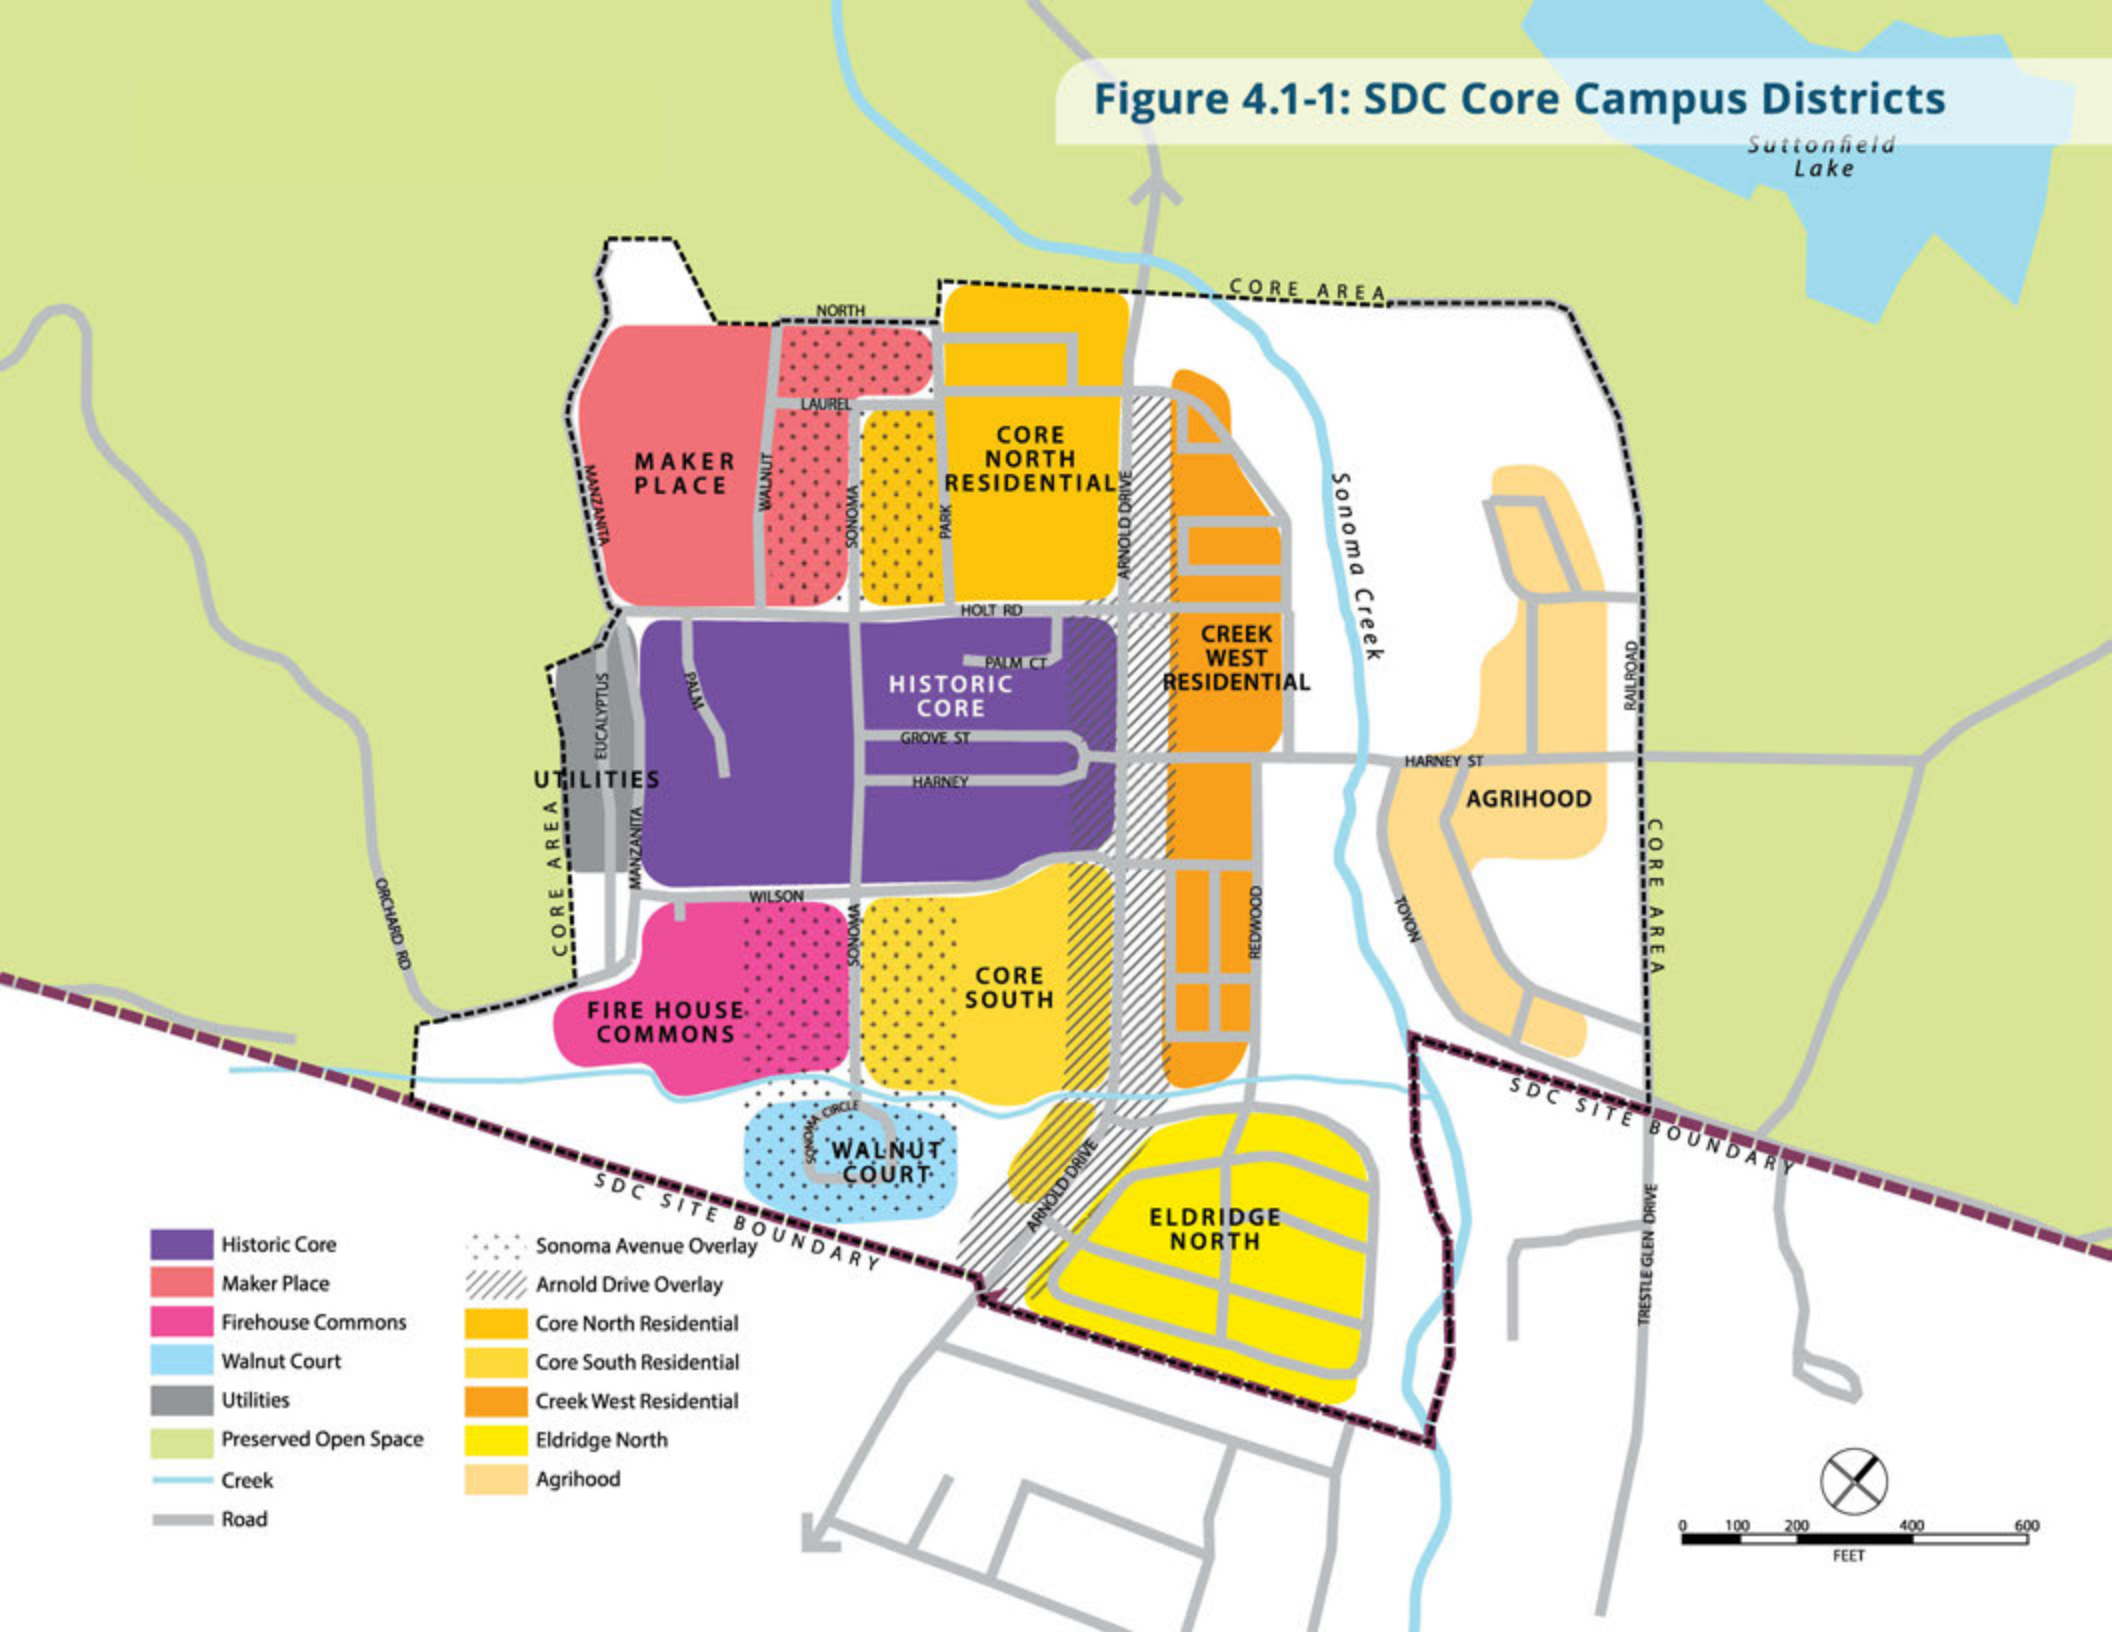 Figure 4.1-1: SDC Core Campus Districts
Suttonfield
Lake
CORE AREA
NORTH
LAUREL
MAKER
PLACE
CORE
NORTH
RESIDENTIAL
MANZANITA
WALNUT
SONOMA
PARK
ARNOLD DRIVE
Sonoma Creek
HOLT RD
CREEK
WEST
RESIDENTIAL
PALM CT
PALM
HISTORIC
CORE
EUCALYPTUS
RAILROAD
GROVE ST
HARNEY
HARNEY ST
UTILITIES
AGRIHOOD
CORE AREA
MANZANITA
CORE AREA
ORCHARD RD
WILSON
SONOMA
REDWOOD
TOYON
CORE
SOUTH
FIRE HOUSE
COMMONS
SDC SITE BOUNDARY
SONOMA CIRCLE
WALNUT
COURT
ARNOLD DRIVE
SDC SITE BOUNDARY
ELDRIDGE
NORTH
TRESTLE GLEN DRIVE
Historic Core
Maker Place
Firehouse Commons
Walnut Court
Utilities
Preserved Open Space
Creek
Road
Sonoma Avenue Overlay
Arnold Drive Overlay
Core North Residential
Core South Residential
Creek West Residential
Eldridge North
Agrihood
0 100 200 400 600
FEET